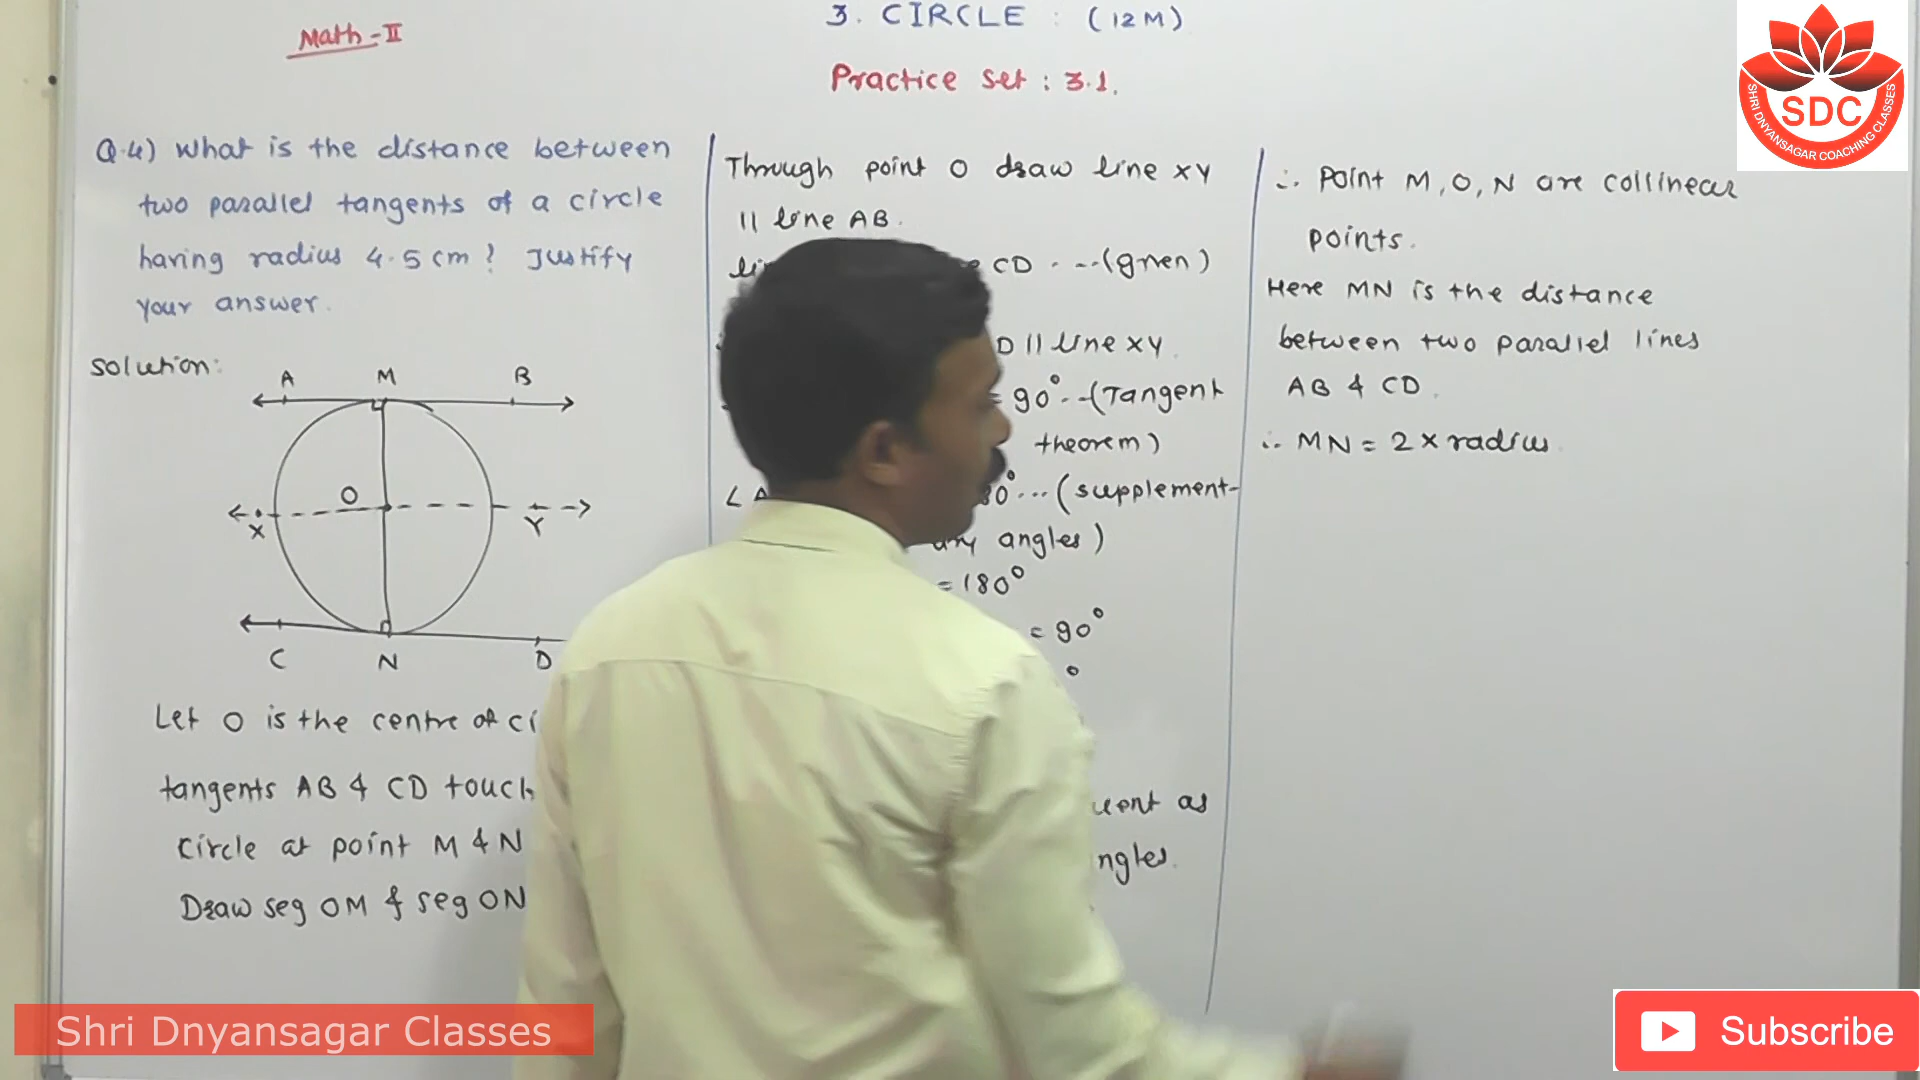 Math-II
3. CIRCLE : (12M)
Practice set : 3.1.
SHRI DNYANSAGAR COACHING CLASSES
SDC
Q.4) What is the distance between
two parallel tangents of a circle
having radius 4.5 cm? Justify
your answer.
Solution:
A M B
O
X Y
C N D
Let O is the centre of
tangents AB & CD touch
circle at point M & N
Draw seg OM & seg ON
Through point O draw line XY
|| line AB.
CD ---(given)
D || line XY.
= 90° --(Tangent
theorem)
...(supplement-
ary angles)
= 180°
= 90°
°
as
∴ Point M, O, N are collinear
points.
Here MN is the distance
between two parallel lines
AB & CD.
∴ MN = 2 × radius.
Shri Dnyansagar Classes
Subscribe